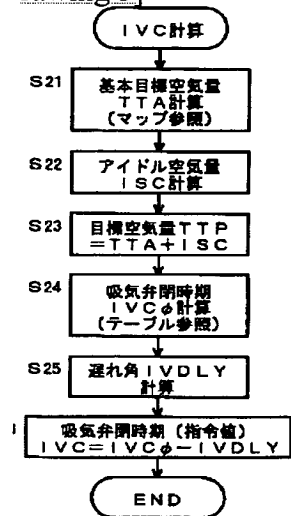 IVC計算
S21
基本目標空気量
TTA計算
(マップ参照)
S22
アイドル空気量
ISC計算
S23
目標空気量TTP
=TTA+ISC
S24
吸気弁閉時期
IVCφ計算
(テーブル参照)
S25
遅れ角IVDLY
計算
吸気弁閉時期(指令値)
IVC=IVCφ-IVDLY
END